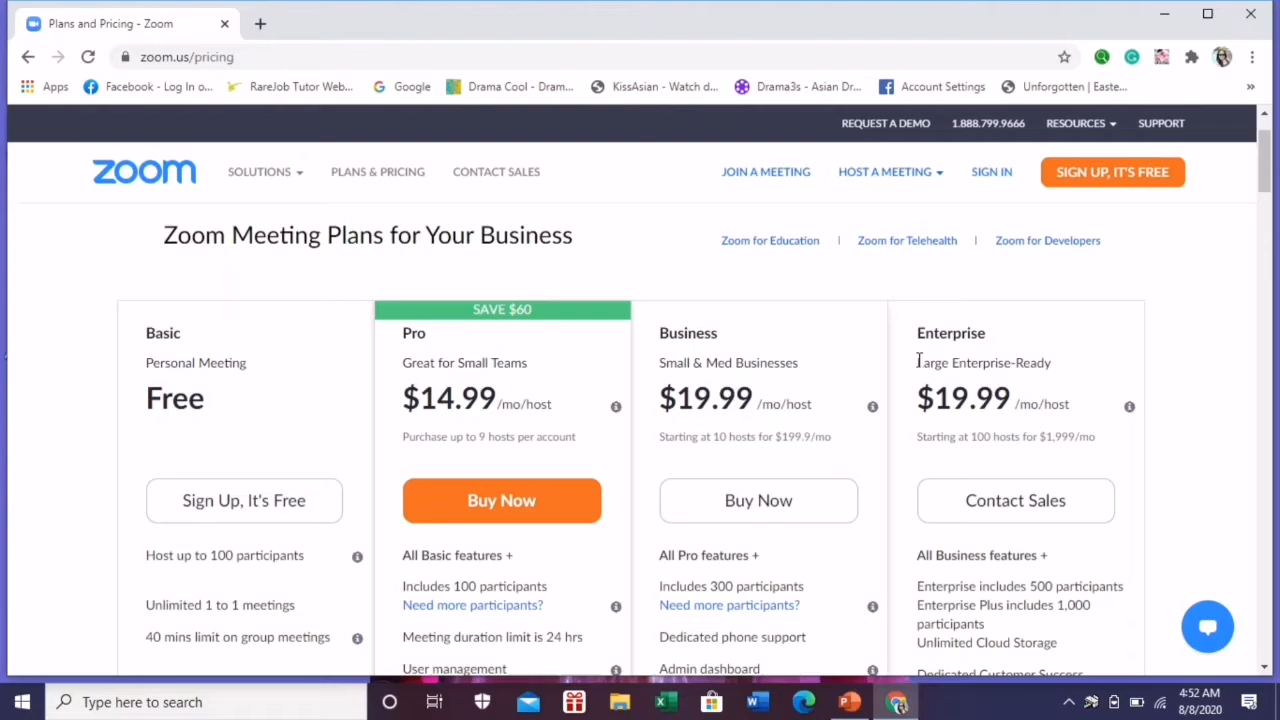 Plans and Pricing - Zoom
zoom.us/pricing
Apps Facebook - Log In o... RareJob Tutor Web... Google Drama Cool - Dram... KissAsian - Watch d... Drama3s - Asian Dr... Account Settings Unforgotten | Easte... »
REQUEST A DEMO 1.888.799.9666 RESOURCES SUPPORT
zoom SOLUTIONS PLANS & PRICING CONTACT SALES JOIN A MEETING HOST A MEETING SIGN IN SIGN UP, IT'S FREE
Zoom Meeting Plans for Your Business
Zoom for Education | Zoom for Telehealth | Zoom for Developers
Basic
Personal Meeting
Free
Sign Up, It's Free
Host up to 100 participants
Unlimited 1 to 1 meetings
40 mins limit on group meetings
SAVE $60
Pro
Great for Small Teams
$14.99 /mo/host
Purchase up to 9 hosts per account
Buy Now
All Basic features +
Includes 100 participants
Need more participants?
Meeting duration limit is 24 hrs
User management
Business
Small & Med Businesses
$19.99 /mo/host
Starting at 10 hosts for $199.9/mo
Buy Now
All Pro features +
Includes 300 participants
Need more participants?
Dedicated phone support
Admin dashboard
Enterprise
Large Enterprise-Ready
$19.99 /mo/host
Starting at 100 hosts for $1,999/mo
Contact Sales
All Business features +
Enterprise includes 500 participants
Enterprise Plus includes 1,000
participants
Unlimited Cloud Storage
Dedicated Customer Success
Type here to search
4:52 AM
8/8/2020